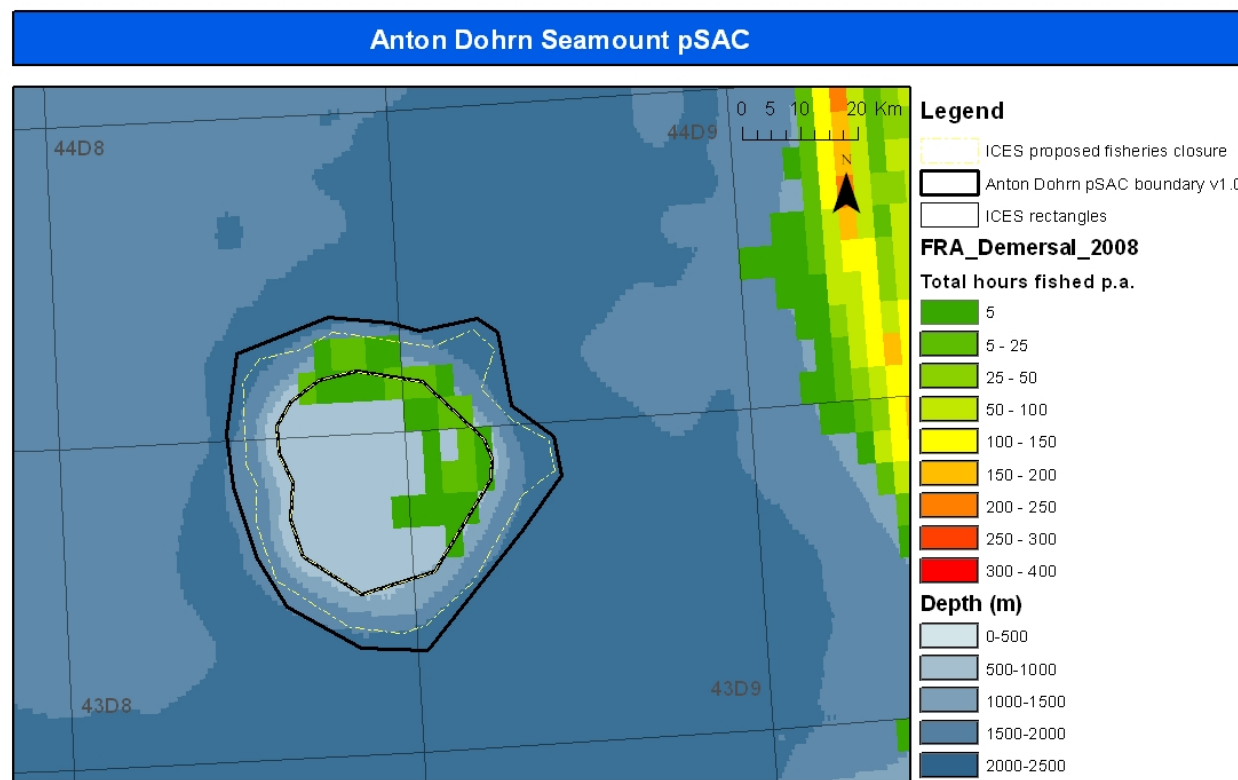 Anton Dohrn Seamount pSAC
0 5 10 20 Km
44D8
44D9
N
43D8
43D9
Legend
ICES proposed fisheries closure
Anton Dohrn pSAC boundary v1.0
ICES rectangles
FRA_Demersal_2008
Total hours fished p.a.
5
5 - 25
25 - 50
50 - 100
100 - 150
150 - 200
200 - 250
250 - 300
300 - 400
Depth (m)
0-500
500-1000
1000-1500
1500-2000
2000-2500